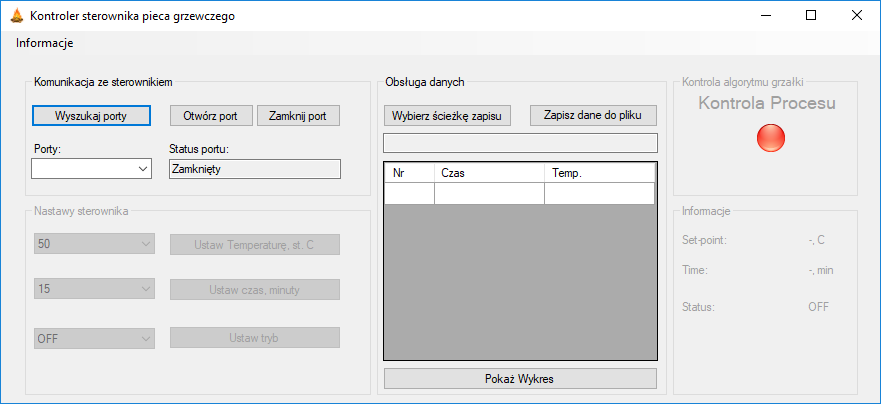 Kontroler sterownika pieca grzewczego
Informacje
Komunikacja ze sterownikiem
Wyszukaj porty
Otwórz port
Zamknij port
Porty:
Status portu:
Zamknięty
Nastawy sterownika
50
Ustaw Temperaturę, st. C
15
Ustaw czas, minuty
OFF
Ustaw tryb
Obsługa danych
Wybierz ścieżkę zapisu
Zapisz dane do pliku
Nr Czas Temp.
Pokaż Wykres
Kontrola algorytmu grzałki
Kontrola Procesu
Informacje
Set-point: -, C
Time: -, min
Status: OFF